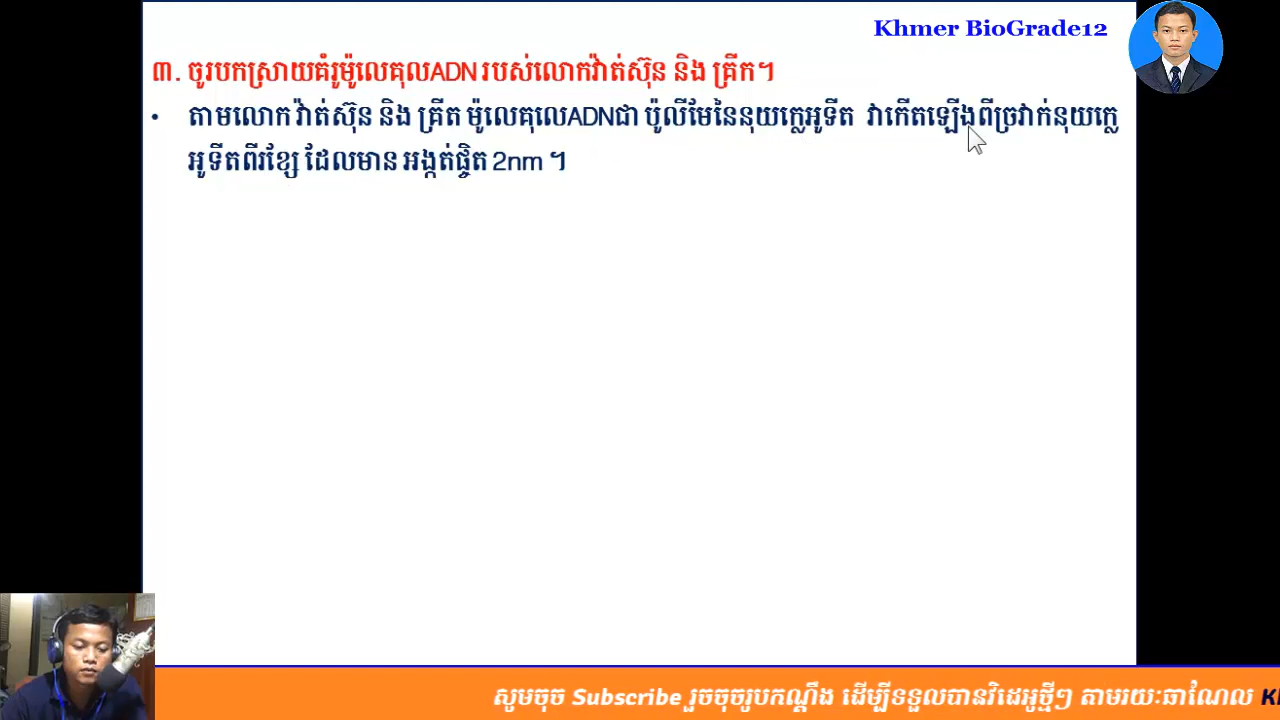 Khmer BioGrade12
៣. ចូរបកស្រាយគំរូម៉ូលេគុលADN របស់លោកវ៉ាត់ស៊ុន និង គ្រីក។
• តាមលោក វ៉ាត់ស៊ុន និង គ្រីត ម៉ូលេគុលេADNជា ប៉ូលីមែនៃនុយក្លេអូទីត វាកើតឡើងពីច្រវាក់នុយក្លេ
អូទីតពីរខ្សែ ដែលមាន អង្កត់ផ្ចិត 2nm ។
សូមចុច Subscribe រួចចុចរូបកណ្ដឹង ដើម្បីទទួលបានវិដេអូថ្មីៗ តាមរយៈឆាណែល